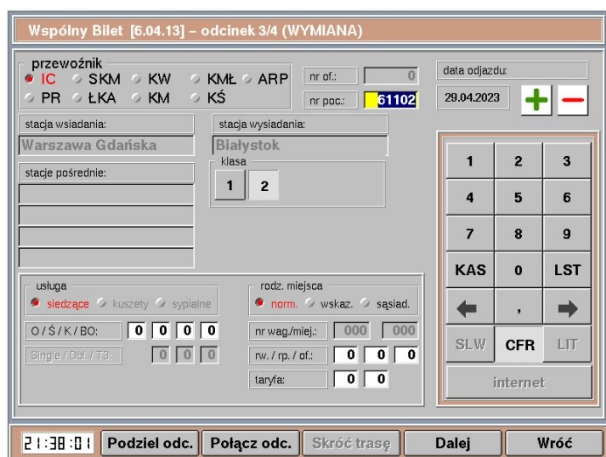 Wspólny Bilet [6.04.13] – odcinek 3/4 (WYMIANA)
przewoźnik
IC SKM KW KMŁ ARP
PR ŁKA KM KŚ
nr of.: 0
nr poc.: 61102
data odjazdu:
29.04.2023 + –
stacja wsiadania:
Warszawa Gdańska
stacja wysiadania:
Białystok
stacje pośrednie:
klasa
1 2
1 2 3
4 5 6
7 8 9
KAS 0 LST
,
SLW CFR LIT
internet
usługa
siedzące kuszety sypialne
O / Ś / K / BO: 0 0 0 0
Single / Dbl. / T3: 0 0 0
rodz. miejsca
norm. wskaz. sąsiad.
nr wag./miej.: 000 000
rw. / rp. / of.: 0 0 0
taryfa: 0 0
21:38:01 Podziel odc. Połącz odc. Skróć trasę Dalej Wróć